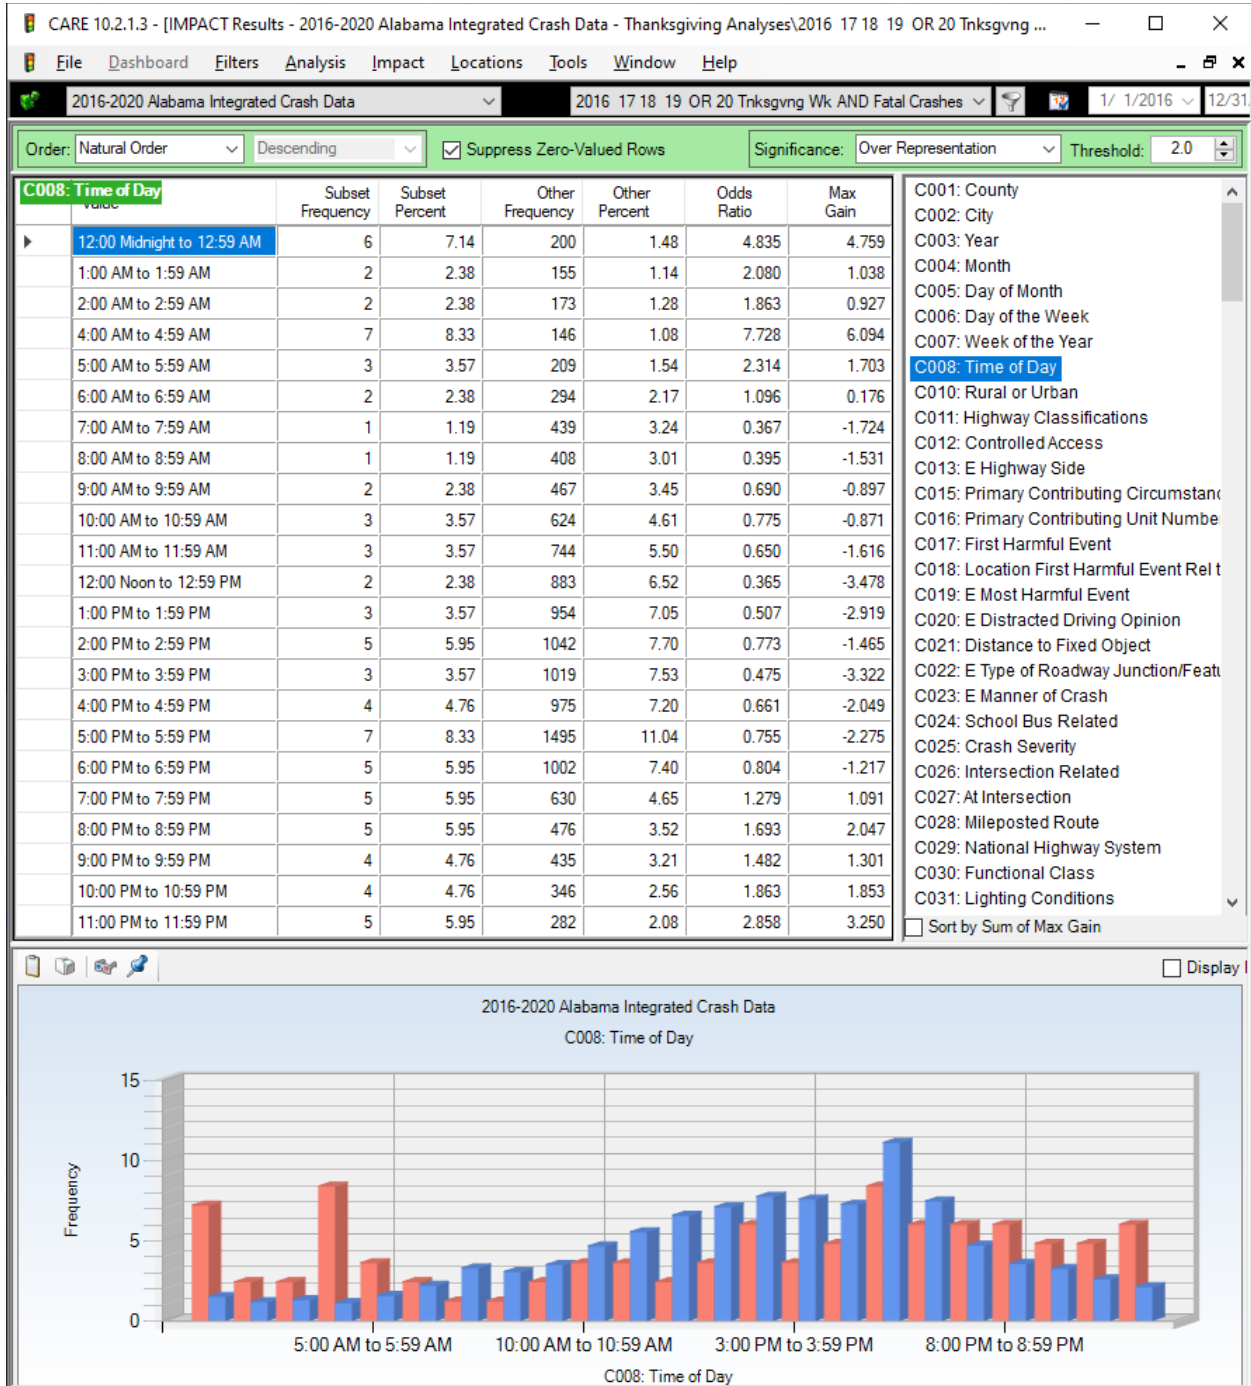 CARE 10.2.1.3 - [IMPACT Results - 2016-2020 Alabama Integrated Crash Data - Thanksgiving Analyses\2016 17 18 19 OR 20 Tnksgvng ...
File Dashboard Filters Analysis Impact Locations Tools Window Help
2016-2020 Alabama Integrated Crash Data 2016 17 18 19 OR 20 Tnksgvng Wk AND Fatal Crashes 1/ 1/2016 12/31
Order: Natural Order Descending Suppress Zero-Valued Rows Significance: Over Representation Threshold: 2.0
C008: Time of Day
Subset Frequency Subset Percent Other Frequency Other Percent Odds Ratio Max Gain
12:00 Midnight to 12:59 AM 6 7.14 200 1.48 4.835 4.759
1:00 AM to 1:59 AM 2 2.38 155 1.14 2.080 1.038
2:00 AM to 2:59 AM 2 2.38 173 1.28 1.863 0.927
4:00 AM to 4:59 AM 7 8.33 146 1.08 7.728 6.094
5:00 AM to 5:59 AM 3 3.57 209 1.54 2.314 1.703
6:00 AM to 6:59 AM 2 2.38 294 2.17 1.096 0.176
7:00 AM to 7:59 AM 1 1.19 439 3.24 0.367 -1.724
8:00 AM to 8:59 AM 1 1.19 408 3.01 0.395 -1.531
9:00 AM to 9:59 AM 2 2.38 467 3.45 0.690 -0.897
10:00 AM to 10:59 AM 3 3.57 624 4.61 0.775 -0.871
11:00 AM to 11:59 AM 3 3.57 744 5.50 0.650 -1.616
12:00 Noon to 12:59 PM 2 2.38 883 6.52 0.365 -3.478
1:00 PM to 1:59 PM 3 3.57 954 7.05 0.507 -2.919
2:00 PM to 2:59 PM 5 5.95 1042 7.70 0.773 -1.465
3:00 PM to 3:59 PM 3 3.57 1019 7.53 0.475 -3.322
4:00 PM to 4:59 PM 4 4.76 975 7.20 0.661 -2.049
5:00 PM to 5:59 PM 7 8.33 1495 11.04 0.755 -2.275
6:00 PM to 6:59 PM 5 5.95 1002 7.40 0.804 -1.217
7:00 PM to 7:59 PM 5 5.95 630 4.65 1.279 1.091
8:00 PM to 8:59 PM 5 5.95 476 3.52 1.693 2.047
9:00 PM to 9:59 PM 4 4.76 435 3.21 1.482 1.301
10:00 PM to 10:59 PM 4 4.76 346 2.56 1.863 1.853
11:00 PM to 11:59 PM 5 5.95 282 2.08 2.858 3.250
C001: County
C002: City
C003: Year
C004: Month
C005: Day of Month
C006: Day of the Week
C007: Week of the Year
C008: Time of Day
C010: Rural or Urban
C011: Highway Classifications
C012: Controlled Access
C013: E Highway Side
C015: Primary Contributing Circumstanc
C016: Primary Contributing Unit Number
C017: First Harmful Event
C018: Location First Harmful Event Rel t
C019: E Most Harmful Event
C020: E Distracted Driving Opinion
C021: Distance to Fixed Object
C022: E Type of Roadway Junction/Featu
C023: E Manner of Crash
C024: School Bus Related
C025: Crash Severity
C026: Intersection Related
C027: At Intersection
C028: Mileposted Route
C029: National Highway System
C030: Functional Class
C031: Lighting Conditions
Sort by Sum of Max Gain
Display
2016-2020 Alabama Integrated Crash Data
C008: Time of Day
15
10
5
0
Frequency
5:00 AM to 5:59 AM 10:00 AM to 10:59 AM 3:00 PM to 3:59 PM 8:00 PM to 8:59 PM
C008: Time of Day